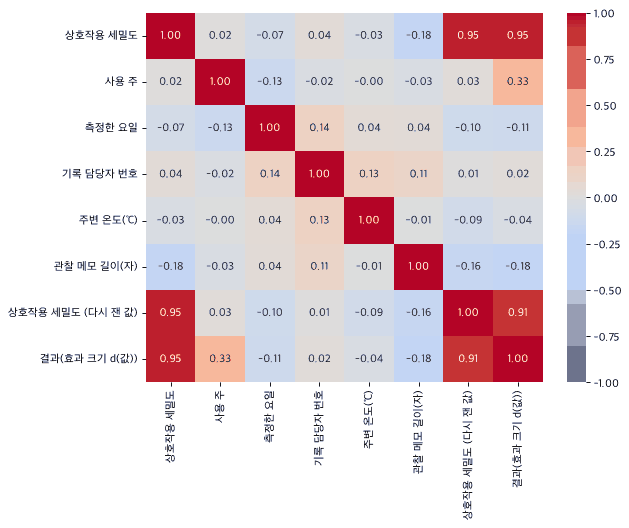 상호작용 세밀도 1.00 0.02 -0.07 0.04 -0.03 -0.18 0.95 0.95
사용 주 0.02 1.00 -0.13 -0.02 -0.00 -0.03 0.03 0.33
측정한 요일 -0.07 -0.13 1.00 0.14 0.04 0.04 -0.10 -0.11
기록 담당자 번호 0.04 -0.02 0.14 1.00 0.13 0.11 0.01 0.02
주변 온도(℃) -0.03 -0.00 0.04 0.13 1.00 -0.01 -0.09 -0.04
관찰 메모 길이(자) -0.18 -0.03 0.04 0.11 -0.01 1.00 -0.16 -0.18
상호작용 세밀도 (다시 잰 값) 0.95 0.03 -0.10 0.01 -0.09 -0.16 1.00 0.91
결과(효과 크기 d(값)) 0.95 0.33 -0.11 0.02 -0.04 -0.18 0.91 1.00
상호작용 세밀도
사용 주
측정한 요일
기록 담당자 번호
주변 온도(℃)
관찰 메모 길이(자)
상호작용 세밀도 (다시 잰 값)
결과(효과 크기 d(값))
1.00
0.75
0.50
0.25
0.00
-0.25
-0.50
-0.75
-1.00